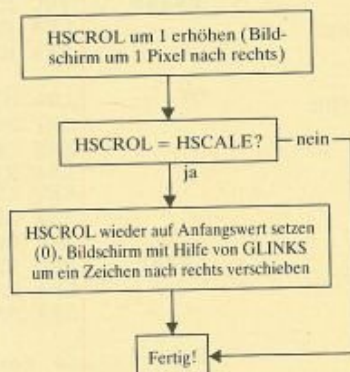 HSCROL um 1 erhöhen (Bild-
schirm um 1 Pixel nach rechts)
HSCROL = HSCALE?
nein
ja
HSCROL wieder auf Anfangswert setzen
(0). Bildschirm mit Hilfe von GLINKS
um ein Zeichen nach rechts verschieben
Fertig!